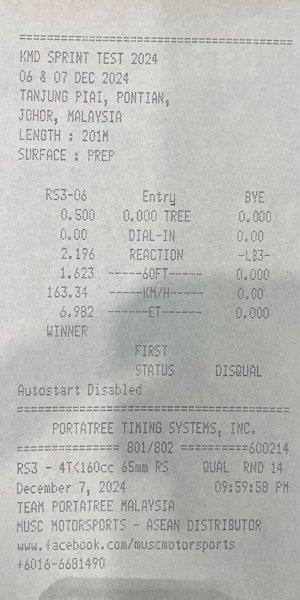 ==================================
KMD SPRINT TEST 2024
06 & 07 DEC 2024
TANJUNG PIAI, PONTIAN,
JOHOR, MALAYSIA
LENGTH : 201M
SURFACE : PREP
RS3-06 Entry BYE
0.500 0.000 TREE 0.000
0.00 DIAL-IN 0.00
2.196 REACTION -LB3-
1.623 -----60FT------ 0.000
163.34 ----KM/H----- 0.00
6.982 ------ET------- 0.000
WINNER
FIRST
STATUS DISQUAL
Autostart Disabled
==================================
PORTATREE TIMING SYSTEMS, INC.
============= 801/802 ==========600214
RS3 - 4T<160cc 65mm RS QUAL RND 14
December 7, 2024 09:59:58 PM
TEAM PORTATREE MALAYSIA
MUSC MOTORSPORTS - ASEAN DISTRIBUTOR
www.facebook.com/muscmotorsports
+6016-6681490